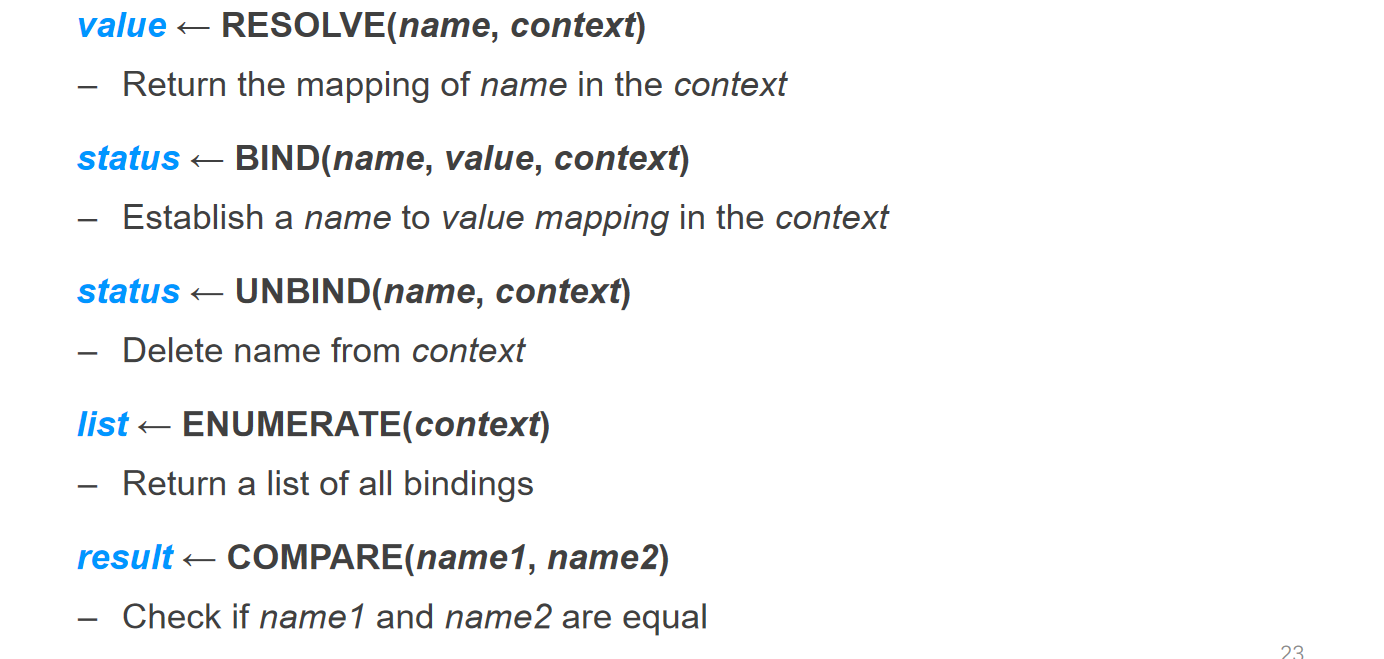 value ← RESOLVE(name, context)
– Return the mapping of name in the context
status ← BIND(name, value, context)
– Establish a name to value mapping in the context
status ← UNBIND(name, context)
– Delete name from context
list ← ENUMERATE(context)
– Return a list of all bindings
result ← COMPARE(name1, name2)
– Check if name1 and name2 are equal
23